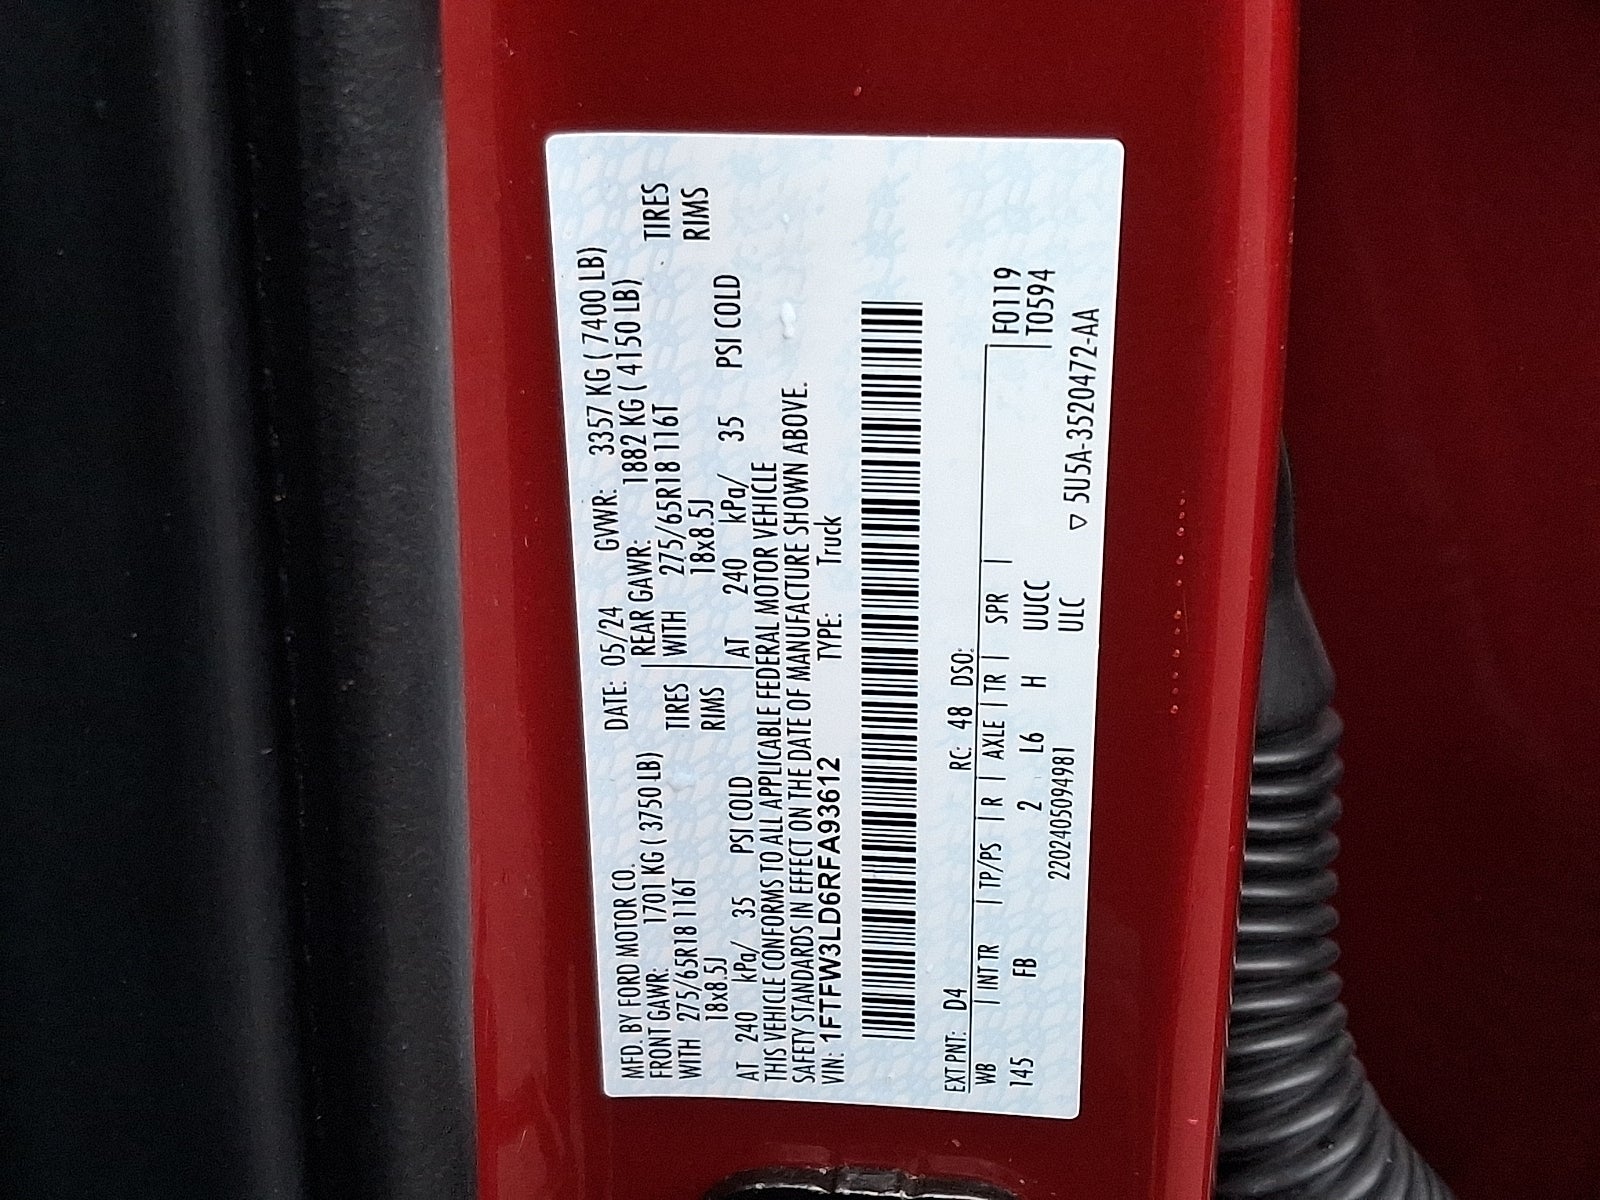 MFD. BY FORD MOTOR CO. DATE: 05/24 GVWR: 3357 KG ( 7400 LB)
FRONT GAWR: 1701 KG ( 3750 LB) REAR GAWR: 1882 KG ( 4150 LB)
WITH 275/65R18 116T TIRES WITH 275/65R18 116T TIRES
18x8.5J RIMS 18x8.5J RIMS
AT 240 kPa/ 35 PSI COLD AT 240 kPa/ 35 PSI COLD
THIS VEHICLE CONFORMS TO ALL APPLICABLE FEDERAL MOTOR VEHICLE
SAFETY STANDARDS IN EFFECT ON THE DATE OF MANUFACTURE SHOWN ABOVE.
VIN: 1FTFW3LD6RFA93612 TYPE: Truck
EXT PNT: D4 RC: 48 DSO:
WB | INT TR | TP/PS | R | AXLE | TR | SPR | F0119
145 FB 2 L6 H UUCC T0594
220240509498​1 ULC ▽ 5U5A-3520472-AA